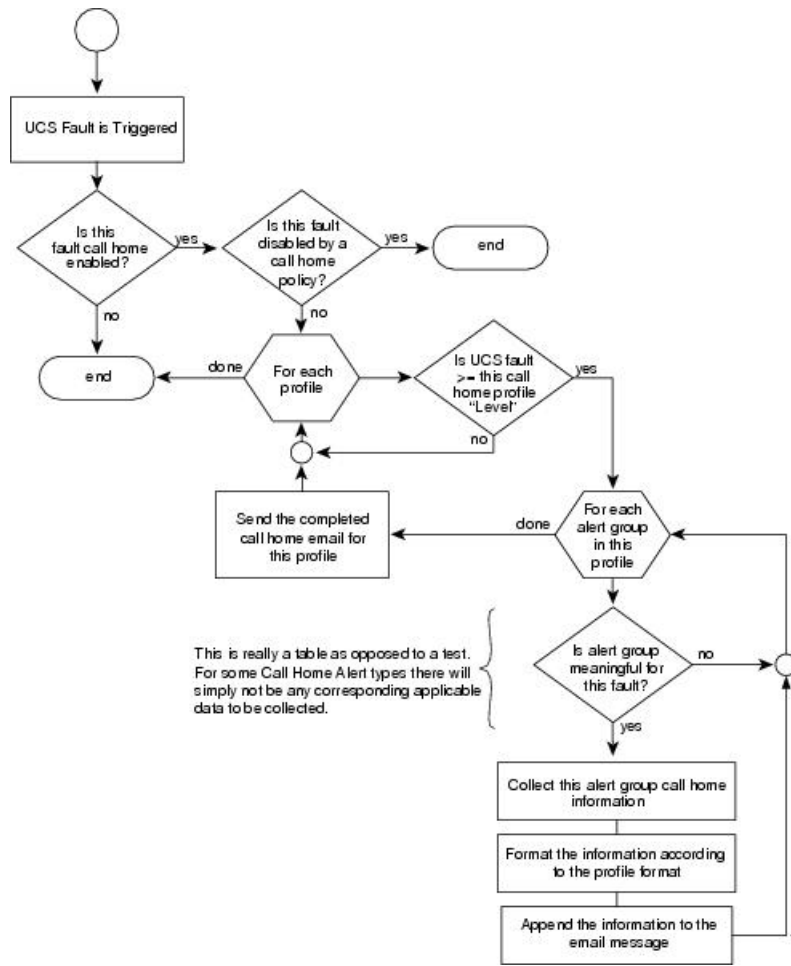 UCS Fault is Triggered
Is this
fault call home
enabled?
yes
Is this fault
disabled by a
call home
policy?
yes
end
no
no
end
done
For each
profile
Is UCS fault
>= this call
home profile
“Level”
yes
no
Send the completed
call home email for
this profile
done
For each
alert group
in this
profile
This is really a table as opposed to a test.
For some Call Home Alert types there will
simply not be any corresponding applicable
data to be collected.
Is alert group
meaningful for
this fault?
no
yes
Collect this alert group call home
information
Format the information according
to the profile format
Append the information to the
email message